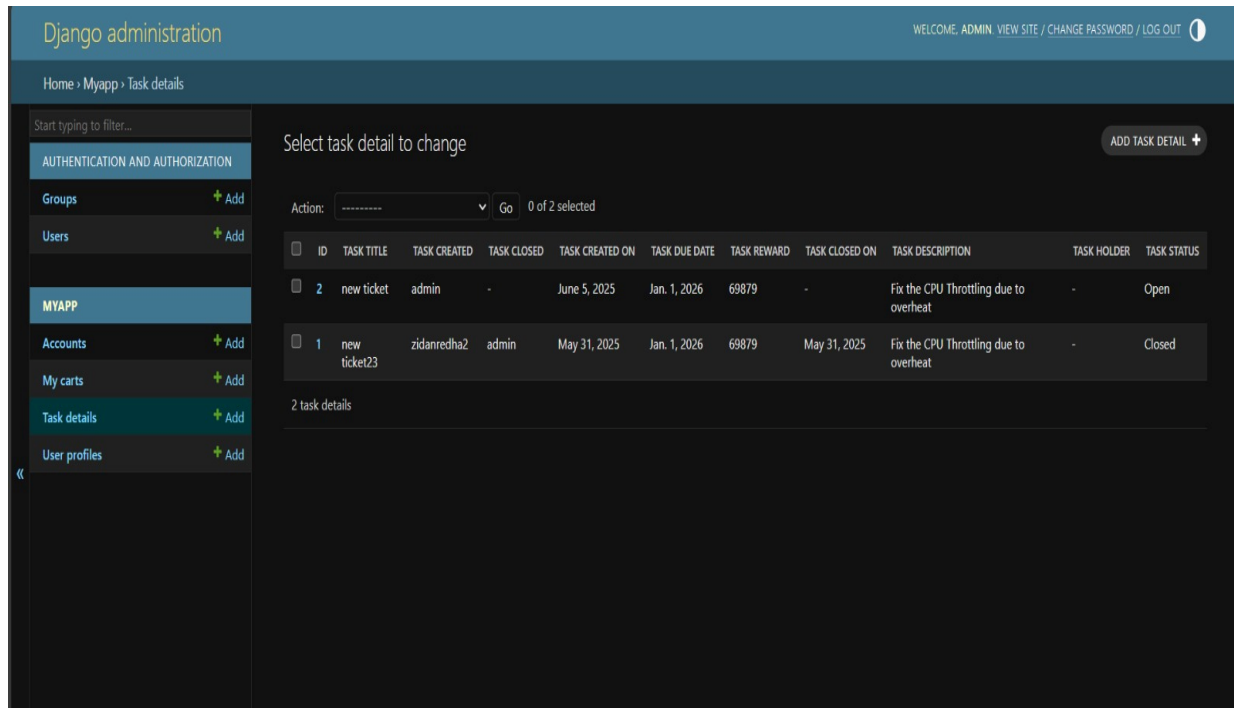 Django administration
WELCOME, ADMIN. VIEW SITE / CHANGE PASSWORD / LOG OUT
Home › Myapp › Task details
Start typing to filter...
AUTHENTICATION AND AUTHORIZATION
Groups + Add
Users + Add
MYAPP
Accounts + Add
My carts + Add
Task details + Add
User profiles + Add
«
Select task detail to change
ADD TASK DETAIL +
Action: --------- Go 0 of 2 selected
ID TASK TITLE TASK CREATED TASK CLOSED TASK CREATED ON TASK DUE DATE TASK REWARD TASK CLOSED ON TASK DESCRIPTION TASK HOLDER TASK STATUS
2 new ticket admin - June 5, 2025 Jan. 1, 2026 69879 - Fix the CPU Throttling due to - Open
overheat
1 new zidanredha2 admin May 31, 2025 Jan. 1, 2026 69879 May 31, 2025 Fix the CPU Throttling due to - Closed
ticket23 overheat
2 task details